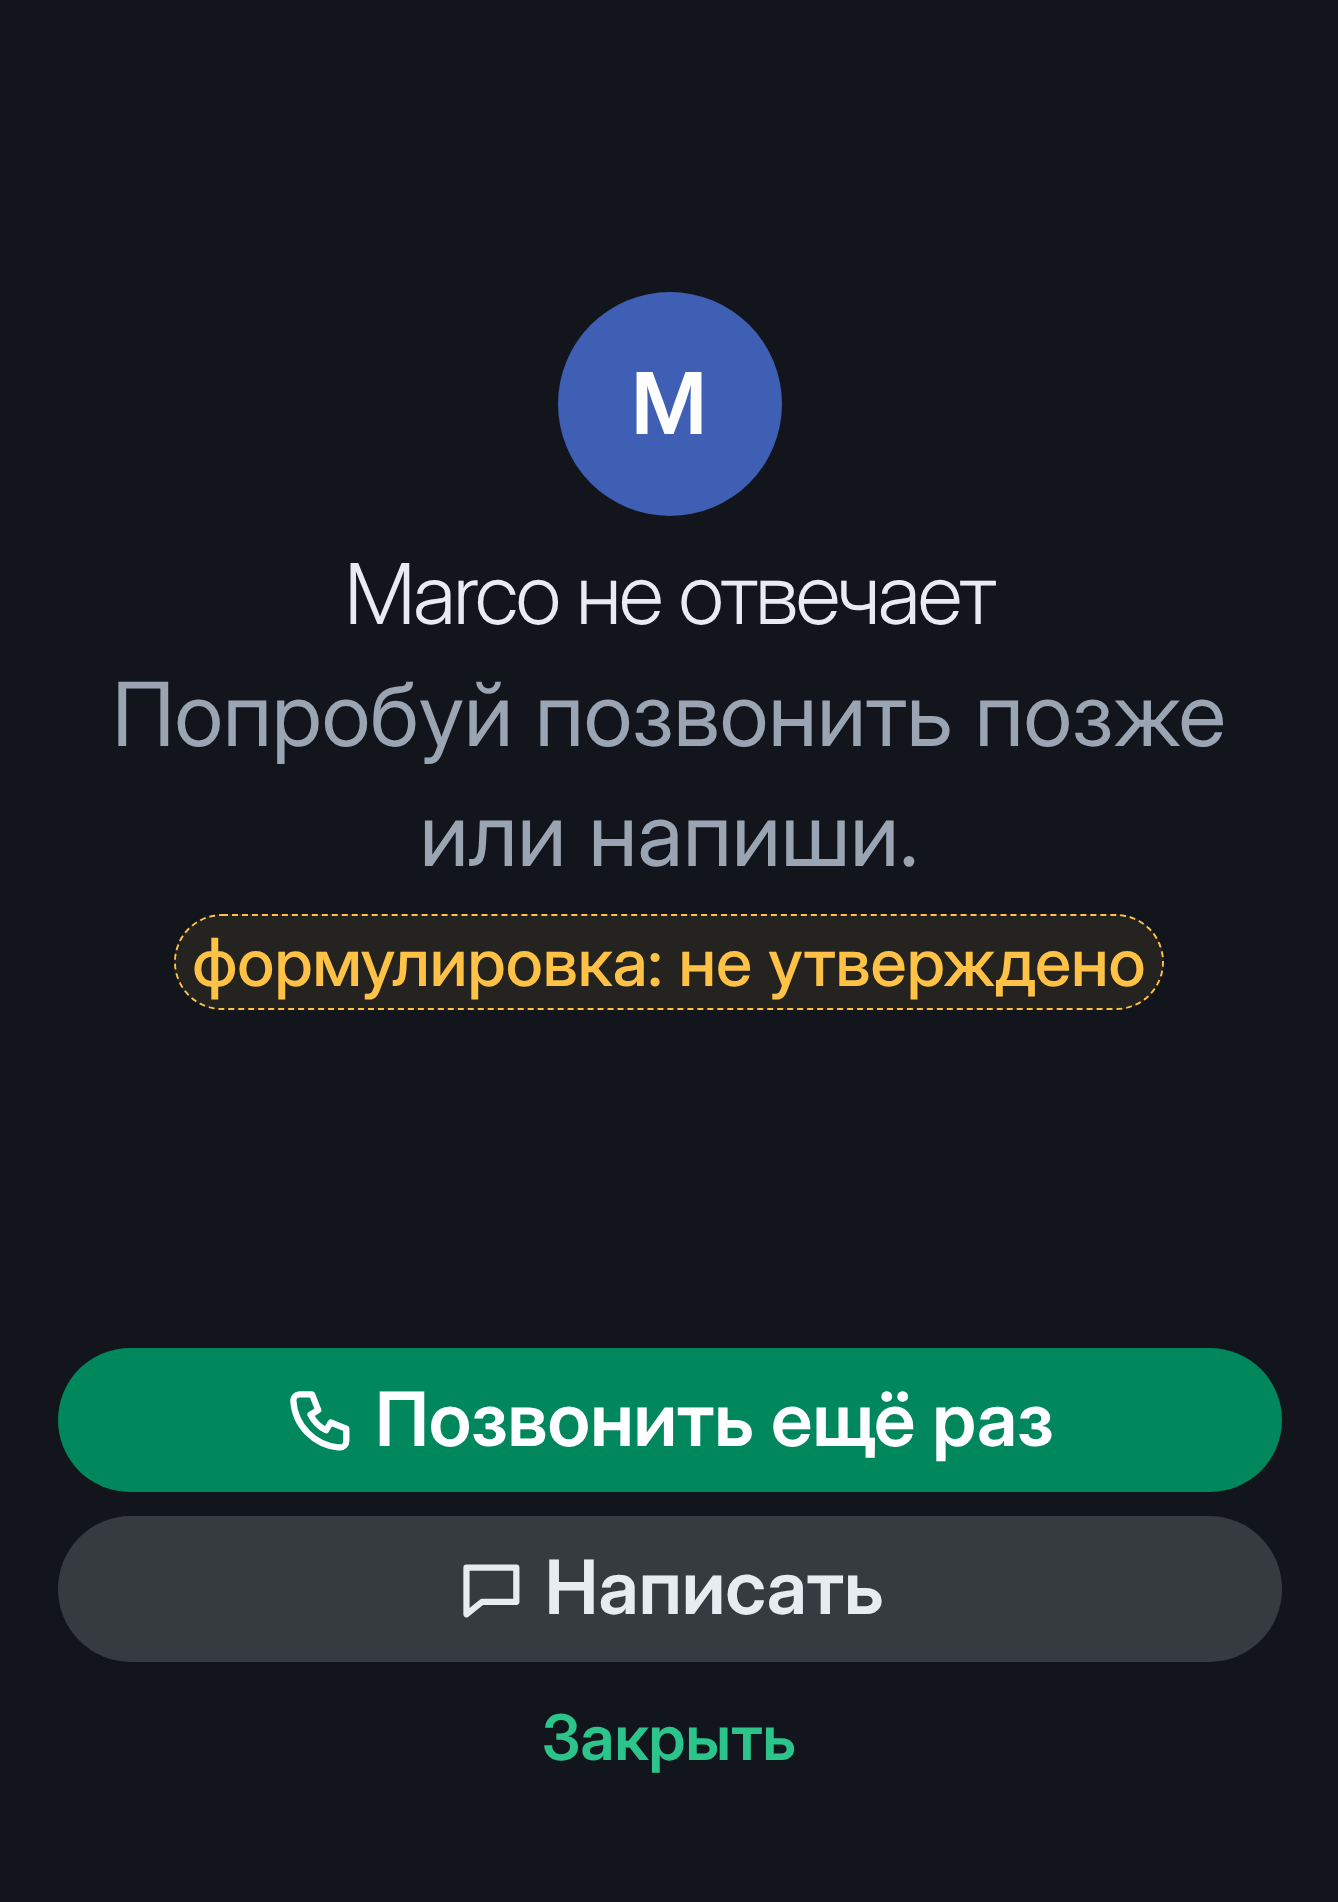 M
Marco не отвечает
Попробуй позвонить позже
или напиши.
формулировка: не утверждено
Позвонить ещё раз
Написать
Закрыть